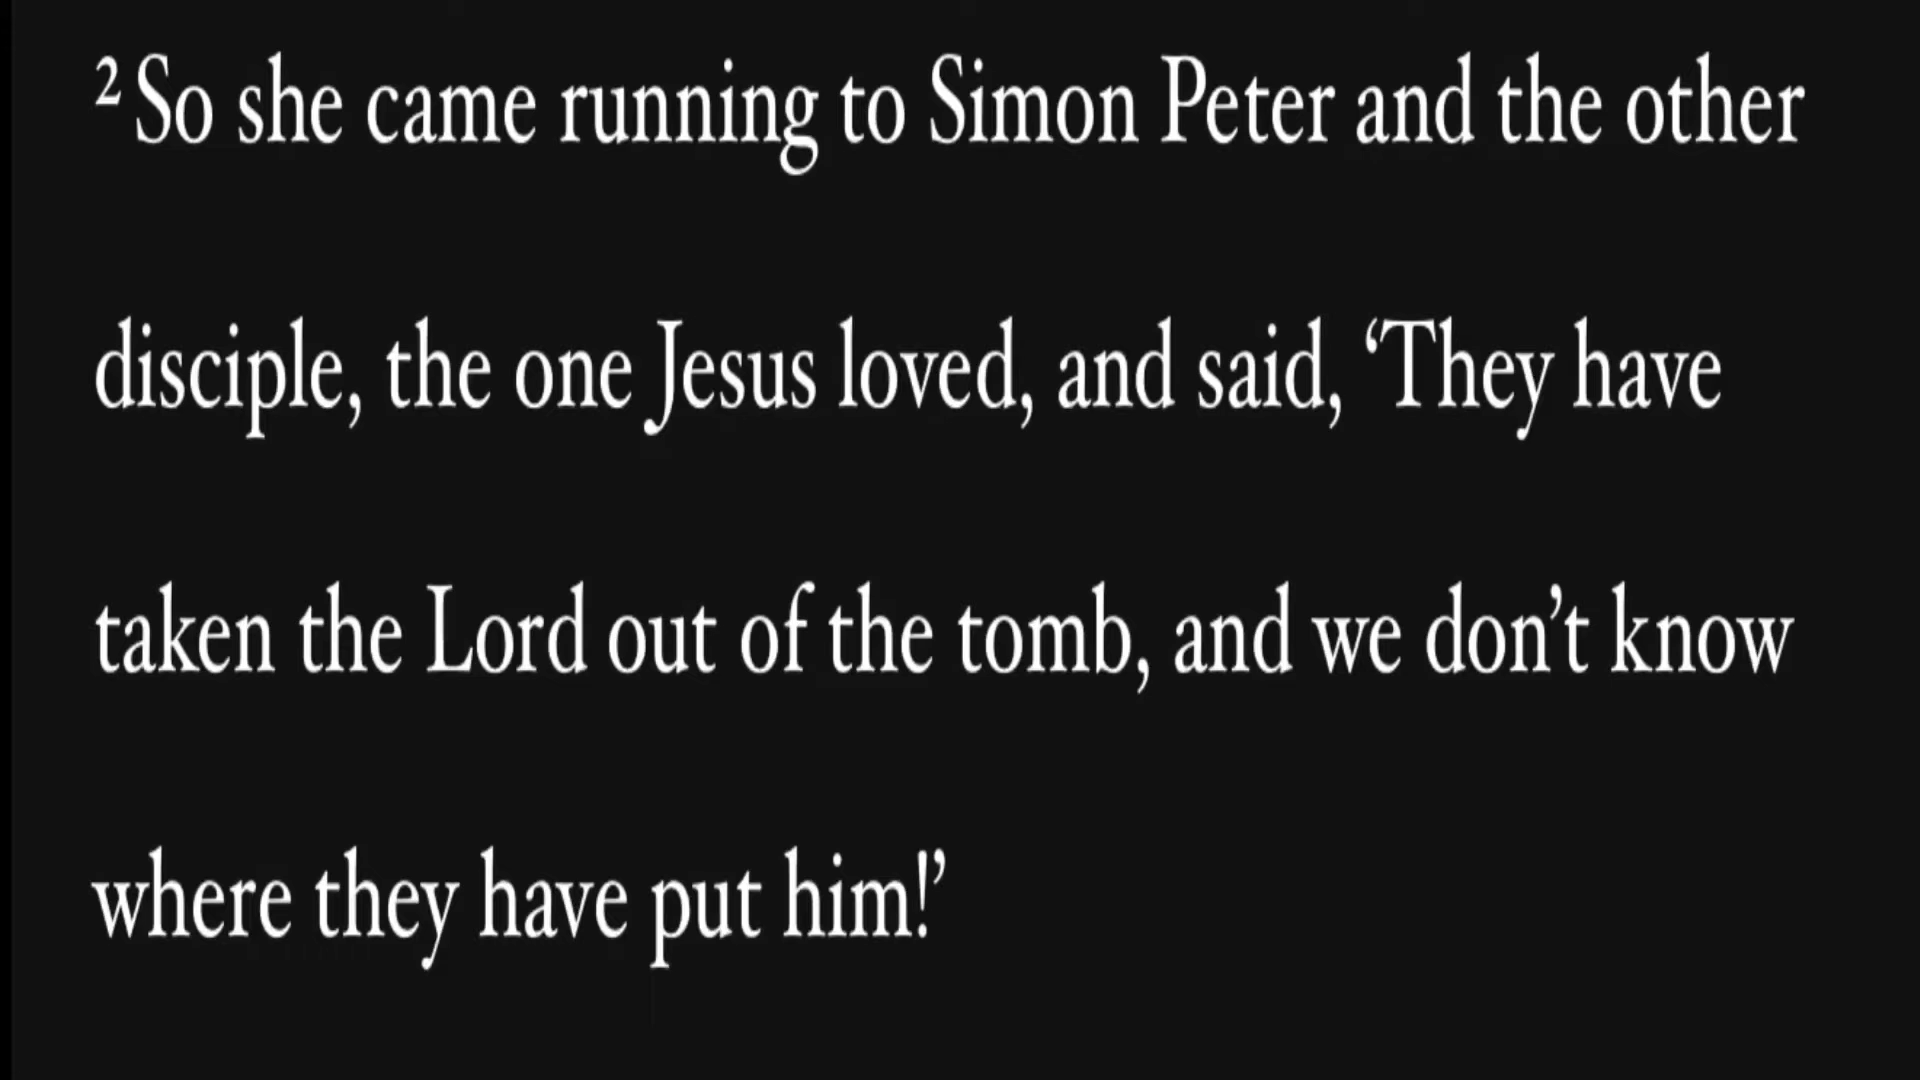 ² So she came running to Simon Peter and the other
disciple, the one Jesus loved, and said, ‘They have
taken the Lord out of the tomb, and we don’t know
where they have put him!’